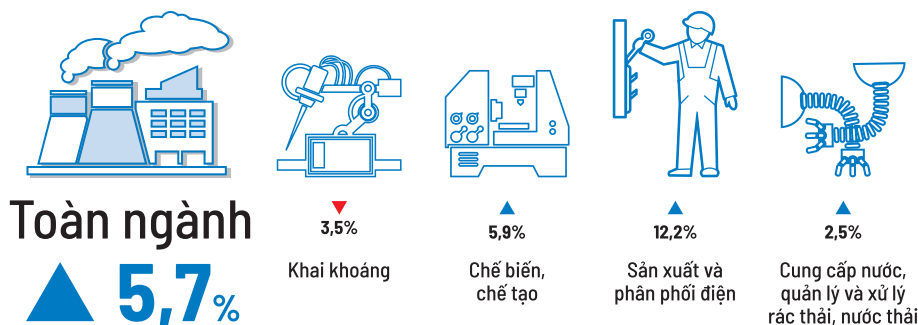 Toàn ngành
5,7%
3,5%
Khai khoáng
5,9%
Chế biến,
chế tạo
12,2%
Sản xuất và
phân phối điện
2,5%
Cung cấp nước,
quản lý và xử lý
rác thải, nước thải